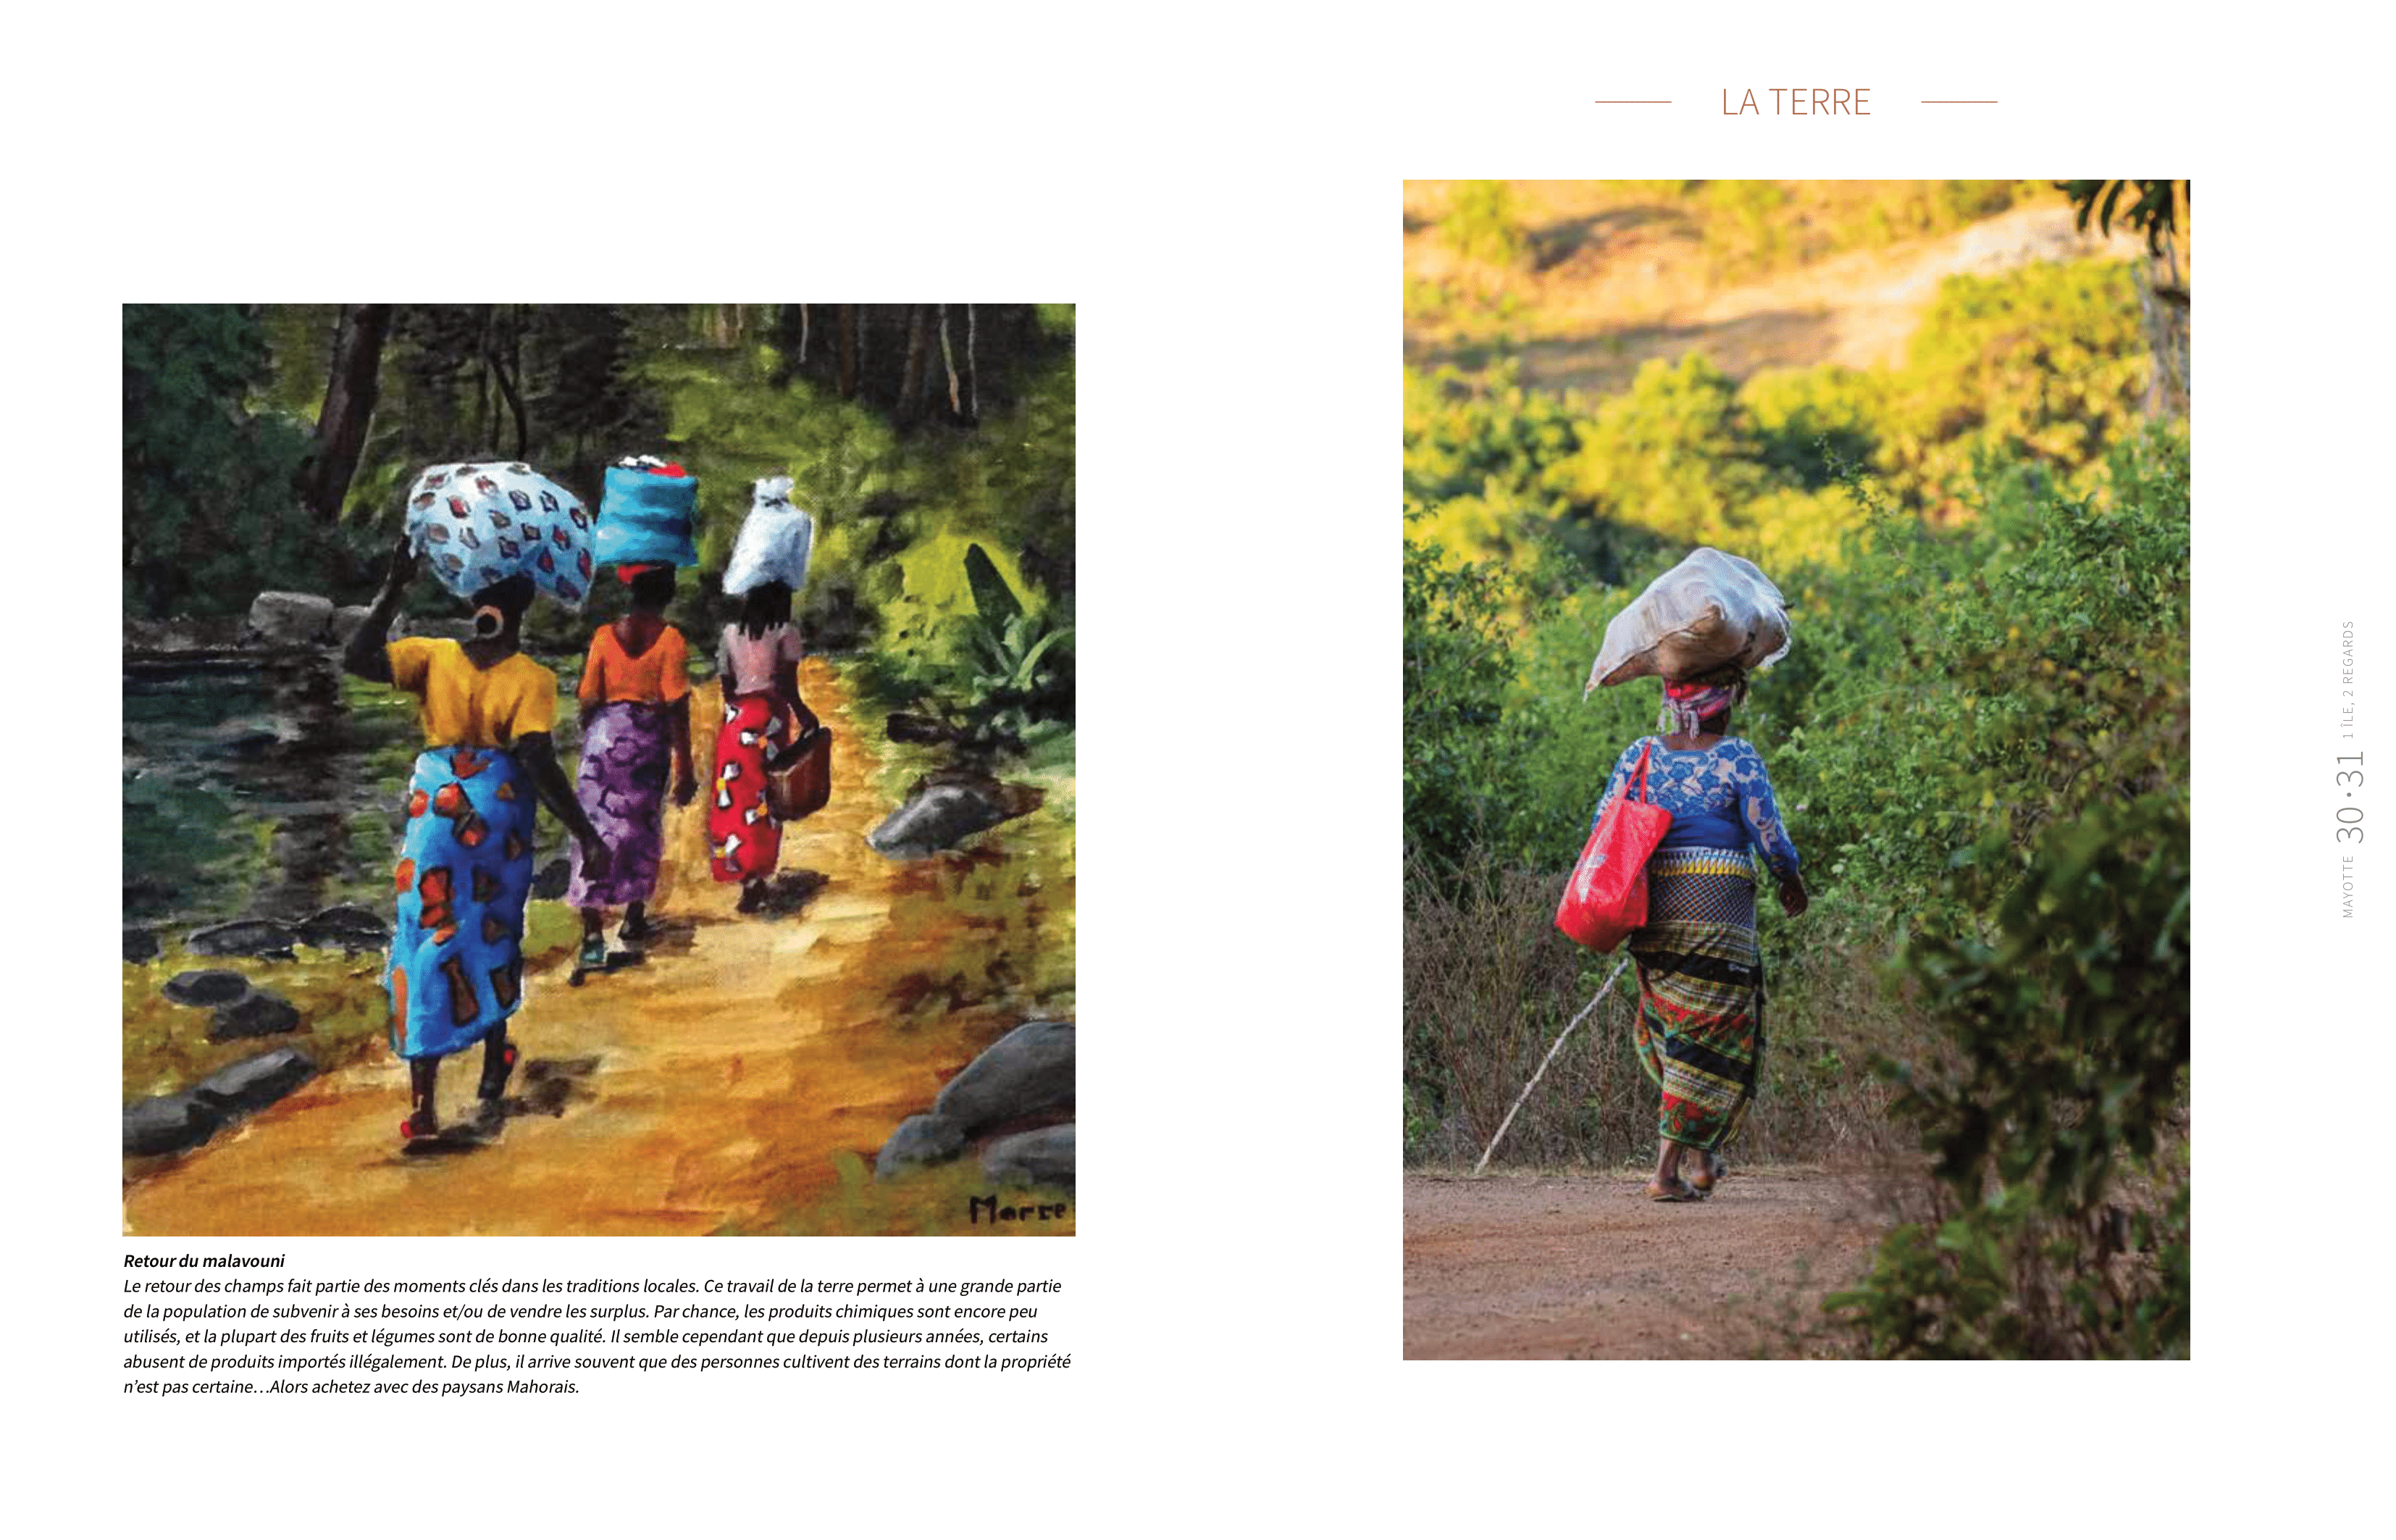 LA TERRE
Morre
Retour du malavouni
Le retour des champs fait partie des moments clés dans les traditions locales. Ce travail de la terre permet à une grande partie
de la population de subvenir à ses besoins et/ou de vendre les surplus. Par chance, les produits chimiques sont encore peu
utilisés, et la plupart des fruits et légumes sont de bonne qualité. Il semble cependant que depuis plusieurs années, certains
abusent de produits importés illégalement. De plus, il arrive souvent que des personnes cultivent des terrains dont la propriété
n'est pas certaine…Alors achetez avec des paysans Mahorais.
MAYOTTE 30•31 1 ÎLE, 2 REGARDS